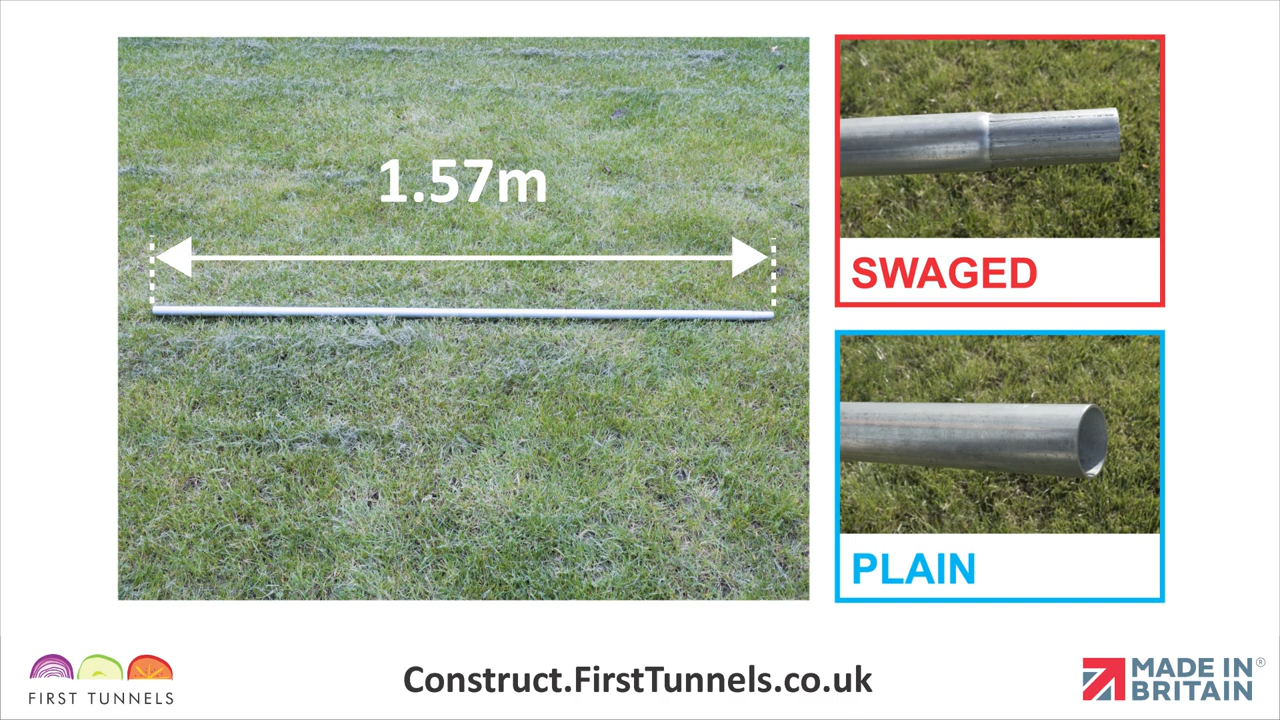 1.57m
SWAGED
PLAIN
FIRST TUNNELS
Construct.FirstTunnels.co.uk
MADE IN®
BRITAIN